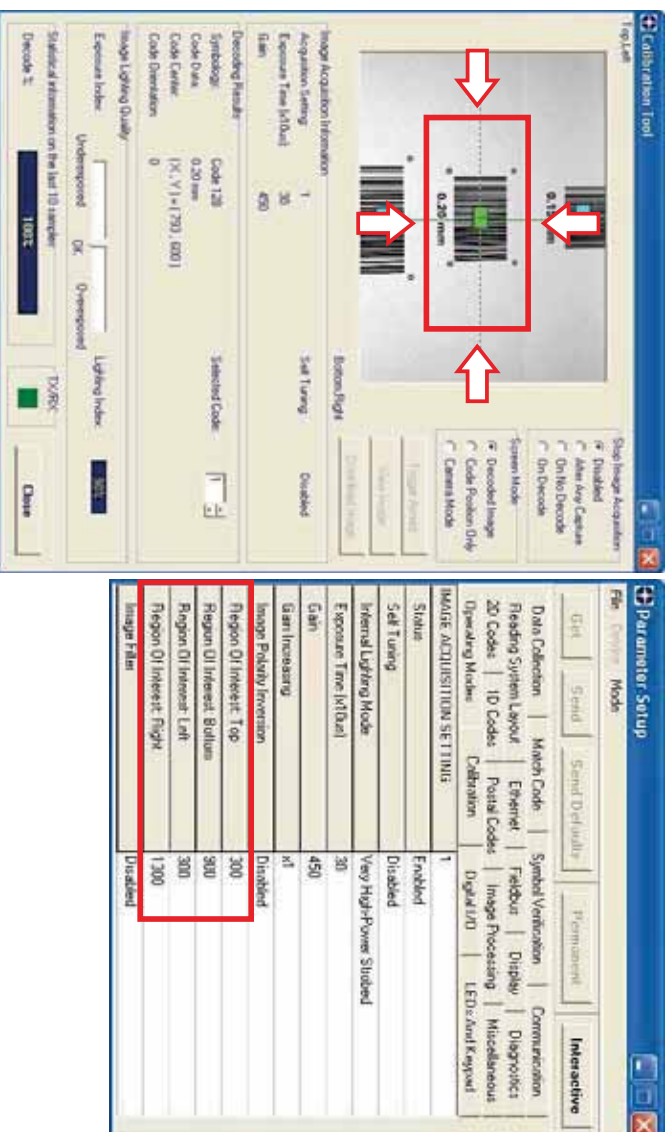 Calibration Tool
Top,Left
0.20 mm
Bottom,Right
Stop Image Acquisition
Disabled
After Any Capture
On No Decode
On Decode
Screen Mode
Decoded Image
Code Position Only
Camera Mode
Image Acquisition Information
Acquisition Setting 1 Self Tuning: Disabled
Exposure Time (x10us) 30
Gain 450
Decoding Results
Symbology: Code 128 Selected Code: 1
Code Data: 0.20 mm
Code Center: (X , Y ) = ( 793 , 600 )
Code Orientation: 0
Image Lighting Quality
Exposure Index: Lighting Index:
Underexposed OK Overexposed
Statistical information on the last 10 samples
Decode %: 100% TX/RX
Close
Parameter Setup
File Device Mode
Get Send Send Default Permanent Interactive
Data Collection Match Code Symbol Verification Communication
Reading System Layout Ethernet Fieldbus Display Diagnostics
2D Codes 1D Codes Postal Codes Image Processing Miscellaneous
Operating Modes Calibration Digital I/O LEDs And Keypad
IMAGE ACQUISITION SETTING 1
Status Enabled
Self Tuning Disabled
Internal Lighting Mode Very High-Power Strobed
Exposure Time (x10us) 30
Gain 450
Gain Increasing x1
Image Polarity Inversion Disabled
Region Of Interest: Top 300
Region Of Interest: Bottom 900
Region Of Interest: Left 300
Region Of Interest: Right 1300
Image Filter Disabled